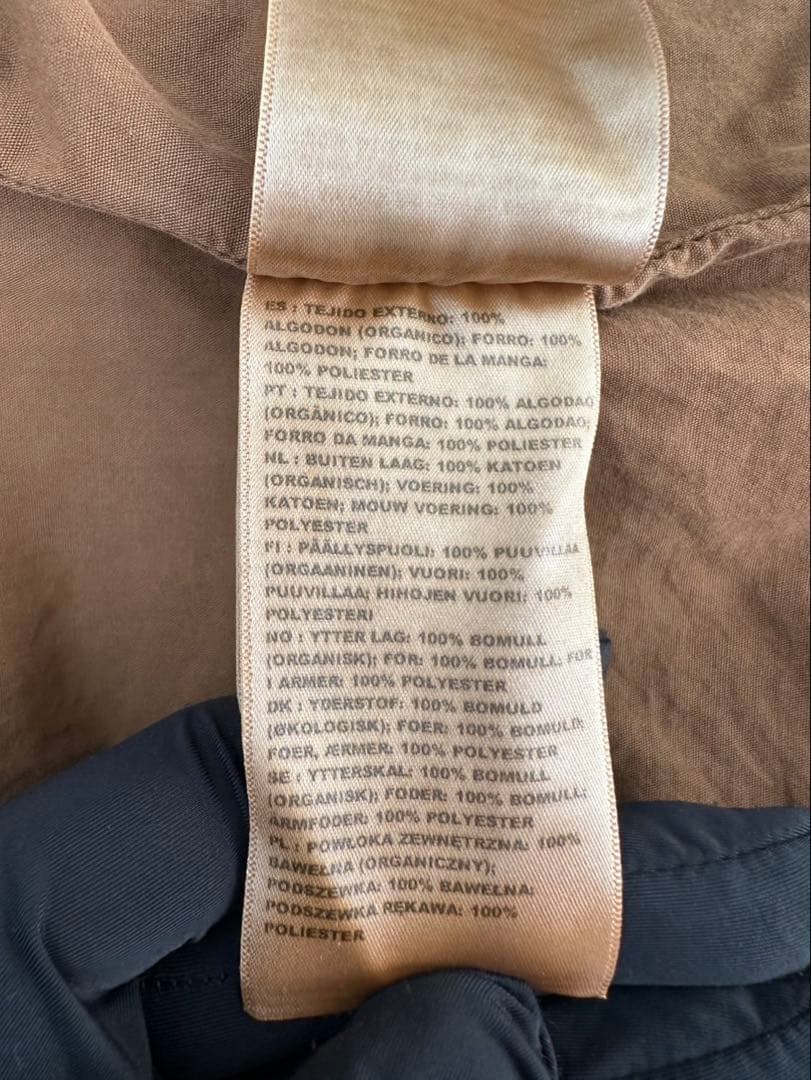 ES : TEJIDO EXTERNO: 100%
ALGODON (ORGANICO); FORRO: 100%
ALGODON; FORRO DE LA MANGA:
100% POLIESTER
PT : TEJIDO EXTERNO: 100% ALGODAO
(ORGÂNICO); FORRO: 100% ALGODAO;
FORRO DA MANGA: 100% POLIESTER
NL : BUITEN LAAG: 100% KATOEN
(ORGANISCH); VOERING: 100%
KATOEN; MOUW VOERING: 100%
POLYESTER
FI : PÄÄLLYSPUOLI: 100% PUUVILLAA
(ORGAANINEN); VUORI: 100%
PUUVILLAA; HIHOJEN VUORI: 100%
POLYESTERI
NO : YTTER LAG: 100% BOMULL
(ORGANISK); FOR: 100% BOMULL; FOR
I ARMER: 100% POLYESTER
DK : YDERSTOF: 100% BOMULD
(ØKOLOGISK); FOER: 100% BOMULD;
FOER, ÆRMER: 100% POLYESTER
SE : YTTERSKAL: 100% BOMULL
(ORGANISK); FODER: 100% BOMULL;
ARMFODER: 100% POLYESTER
PL : POWŁOKA ZEWNĘTRZNA: 100%
BAWEŁNA (ORGANICZNY);
PODSZEWKA: 100% BAWEŁNA;
PODSZEWKA RĘKAWA: 100%
POLIESTER